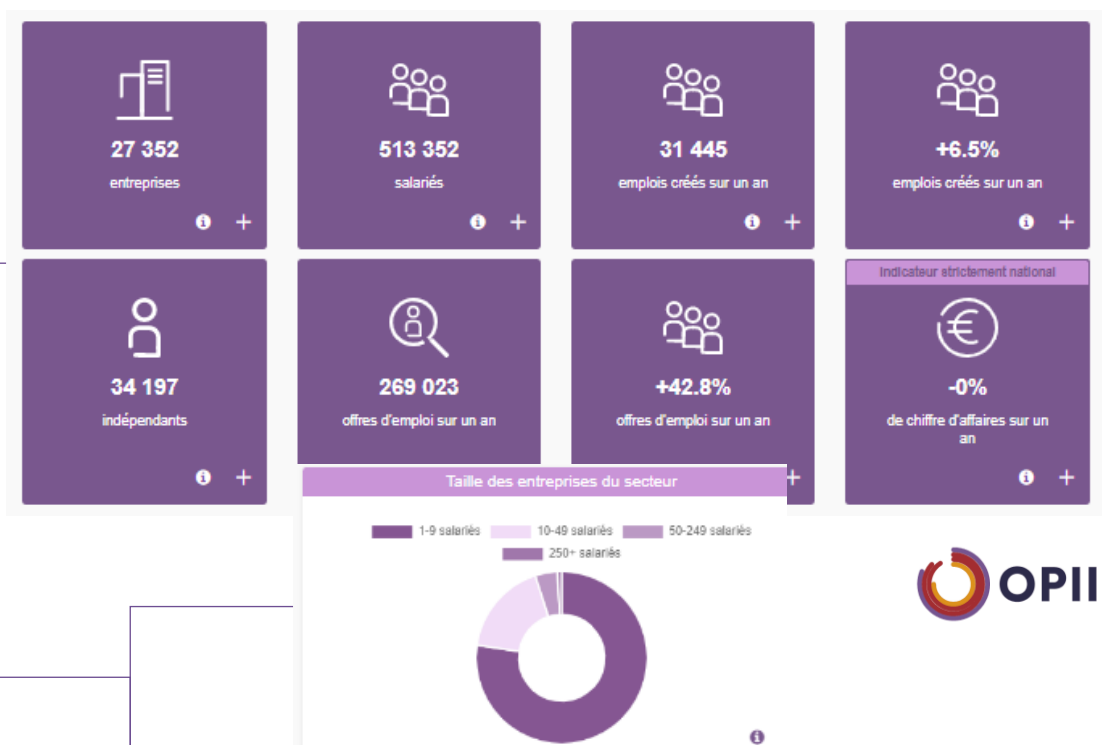 27 352
entreprises
513 352
salariés
31 445
emplois créés sur un an
+6.5%
emplois créés sur un an
34 197
indépendants
269 023
offres d'emploi sur un an
+42.8%
offres d'emploi sur un an
Indicateur strictement national
-0%
de chiffre d'affaires sur un
an
Taille des entreprises du secteur
1-9 salariés
10-49 salariés
50-249 salariés
250+ salariés
OPII